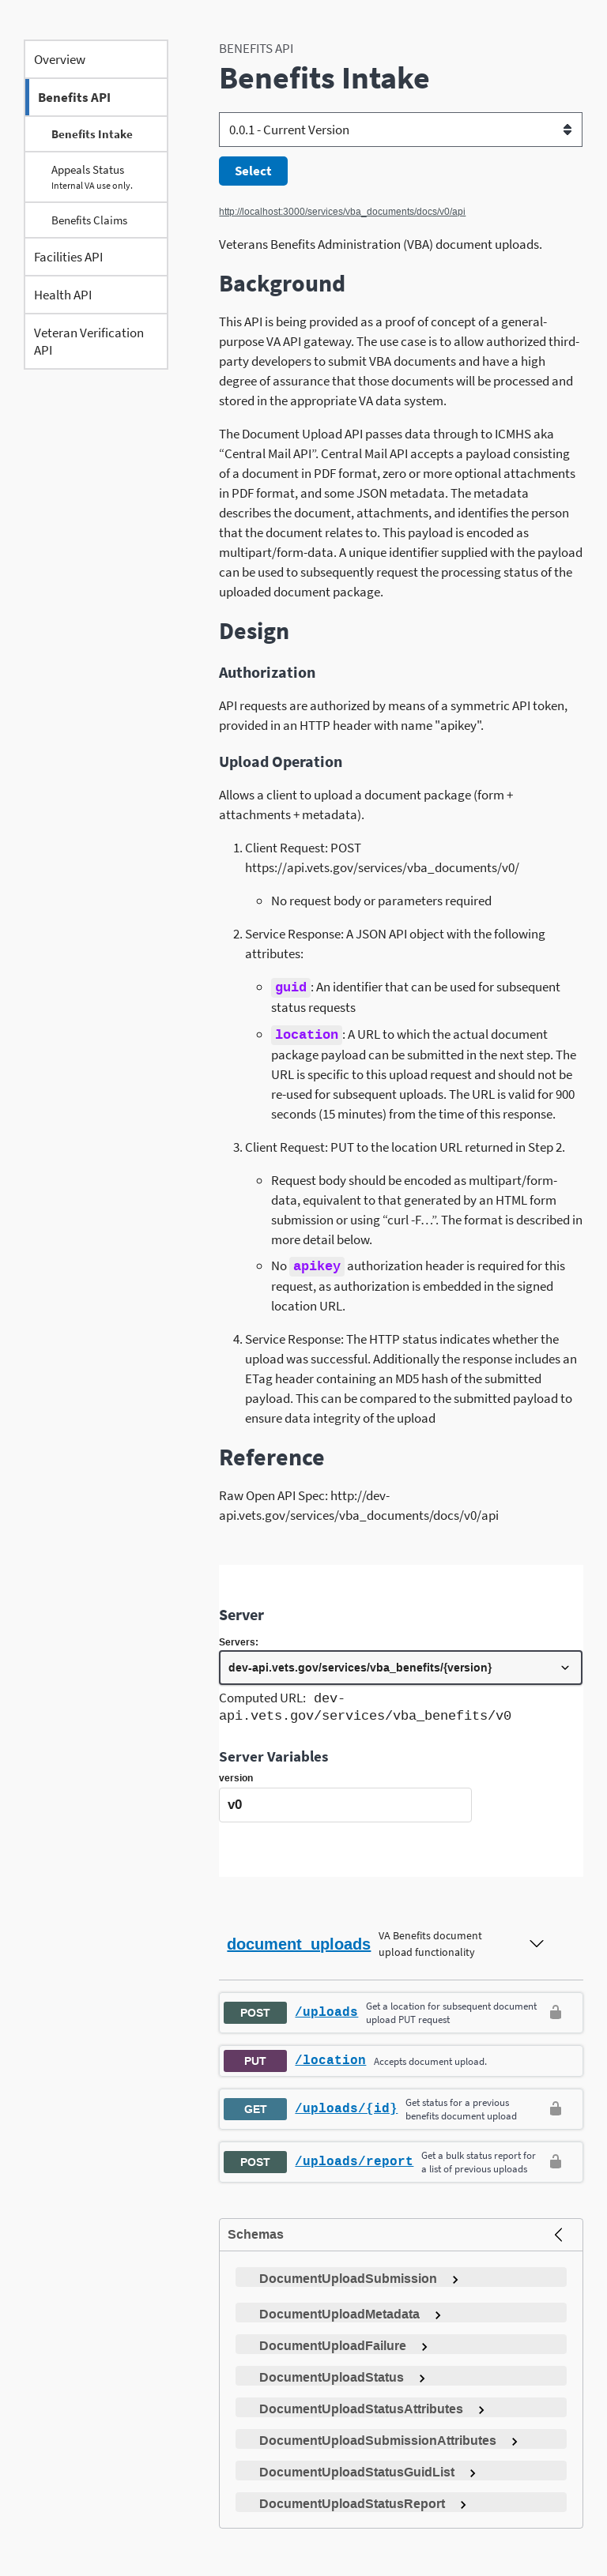 Overview
Benefits API
Benefits Intake
Appeals Status
Internal VA use only.
Benefits Claims
Facilities API
Health API
Veteran Verification
API
BENEFITS API
Benefits Intake
0.0.1 - Current Version
Select
http://localhost:3000/services/vba_documents/docs/v0/api
Veterans Benefits Administration (VBA) document uploads.
Background
This API is being provided as a proof of concept of a general-
purpose VA API gateway. The use case is to allow authorized third-
party developers to submit VBA documents and have a high
degree of assurance that those documents will be processed and
stored in the appropriate VA data system.
The Document Upload API passes data through to ICMHS aka
“Central Mail API”. Central Mail API accepts a payload consisting
of a document in PDF format, zero or more optional attachments
in PDF format, and some JSON metadata. The metadata
describes the document, attachments, and identifies the person
that the document relates to. This payload is encoded as
multipart/form-data. A unique identifier supplied with the payload
can be used to subsequently request the processing status of the
uploaded document package.
Design
Authorization
API requests are authorized by means of a symmetric API token,
provided in an HTTP header with name "apikey".
Upload Operation
Allows a client to upload a document package (form +
attachments + metadata).
1. Client Request: POST
https://api.vets.gov/services/vba_documents/v0/
No request body or parameters required
2. Service Response: A JSON API object with the following
attributes:
guid: An identifier that can be used for subsequent
status requests
location: A URL to which the actual document
package payload can be submitted in the next step. The
URL is specific to this upload request and should not be
re-used for subsequent uploads. The URL is valid for 900
seconds (15 minutes) from the time of this response.
3. Client Request: PUT to the location URL returned in Step 2.
Request body should be encoded as multipart/form-
data, equivalent to that generated by an HTML form
submission or using “curl -F…”. The format is described in
more detail below.
No apikey authorization header is required for this
request, as authorization is embedded in the signed
location URL.
4. Service Response: The HTTP status indicates whether the
upload was successful. Additionally the response includes an
ETag header containing an MD5 hash of the submitted
payload. This can be compared to the submitted payload to
ensure data integrity of the upload
Reference
Raw Open API Spec: http://dev-
api.vets.gov/services/vba_documents/docs/v0/api
Server
Servers:
dev-api.vets.gov/services/vba_benefits/{version}
Computed URL: dev-
api.vets.gov/services/vba_benefits/v0
Server Variables
version
v0
document_uploads
VA Benefits document
upload functionality
POST /uploads
Get a location for subsequent document
upload PUT request
PUT /location Accepts document upload.
GET /uploads/{id}
Get status for a previous
benefits document upload
POST /uploads/report
Get a bulk status report for
a list of previous uploads
Schemas
DocumentUploadSubmission
DocumentUploadMetadata
DocumentUploadFailure
DocumentUploadStatus
DocumentUploadStatusAttributes
DocumentUploadSubmissionAttributes
DocumentUploadStatusGuidList
DocumentUploadStatusReport